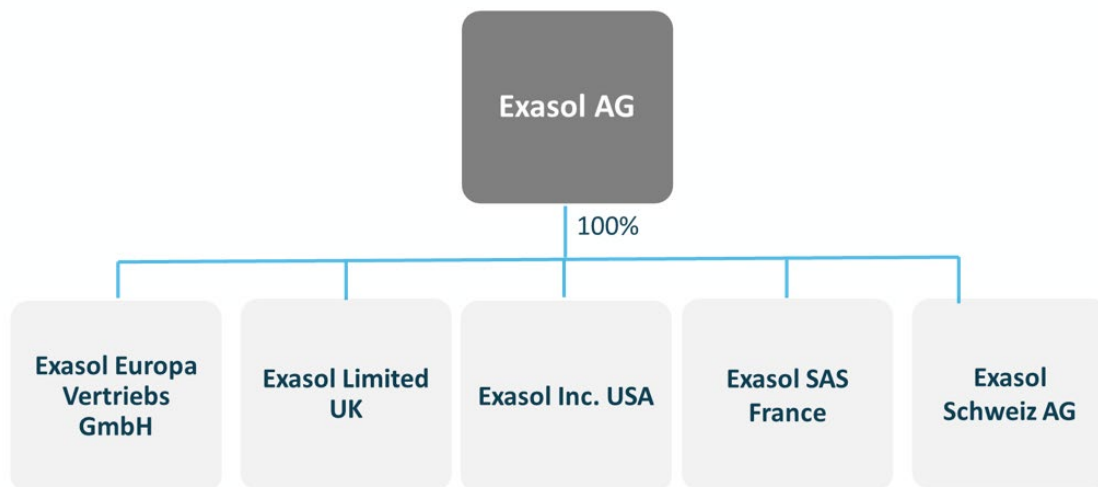 Exasol AG
100%
Exasol Europa
Vertriebs
GmbH
Exasol Limited
UK
Exasol Inc. USA
Exasol SAS
France
Exasol
Schweiz AG